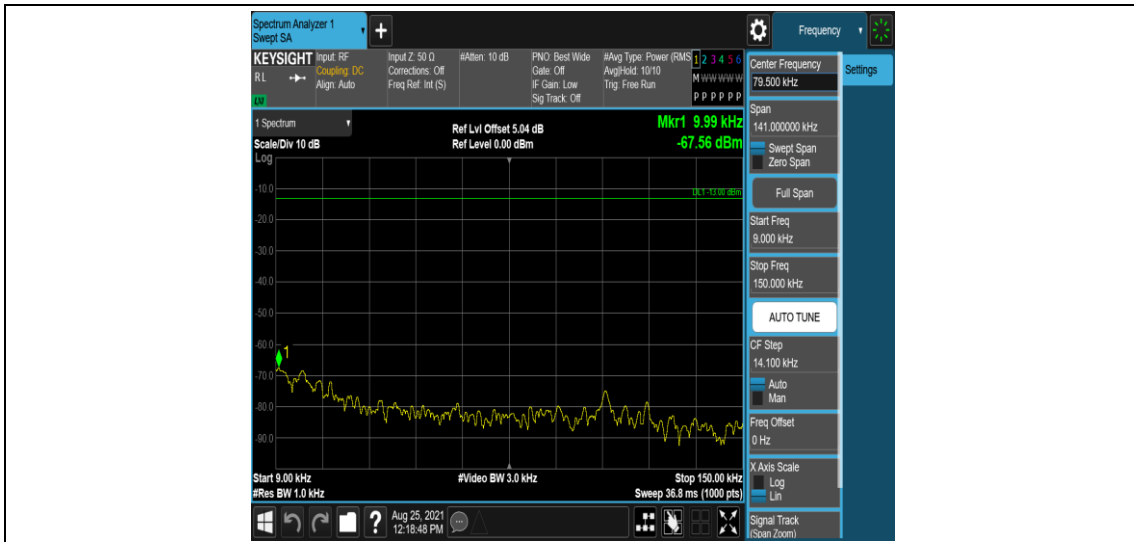 Spectrum Analyzer 1
Swept SA
+
Frequency
KEYSIGHT
RL
LXI
Input: RF
Coupling: DC
Align: Auto
Input Z: 50 Ω
Corrections: Off
Freq Ref: Int (S)
#Atten: 10 dB
PNO: Best Wide
Gate: Off
IF Gain: Low
Sig Track: Off
#Avg Type: Power (RMS
Avg|Hold: 10/10
Trig: Free Run
1 2 3 4 5 6
M W W W W W
P P P P P P
1 Spectrum
Scale/Div 10 dB
Ref Lvl Offset 5.04 dB
Ref Level 0.00 dBm
Mkr1 9.99 kHz
-67.56 dBm
Log
DL1 -13.00 dBm
-10.0
-20.0
-30.0
-40.0
-50.0
-60.0
1
-70.0
-80.0
-90.0
Start 9.00 kHz
#Res BW 1.0 kHz
#Video BW 3.0 kHz
Stop 150.00 kHz
Sweep 36.8 ms (1000 pts)
Center Frequency
79.500 kHz
Settings
Span
141.000000 kHz
Swept Span
Zero Span
Full Span
Start Freq
9.000 kHz
Stop Freq
150.000 kHz
AUTO TUNE
CF Step
14.100 kHz
Auto
Man
Freq Offset
0 Hz
X Axis Scale
Log
Lin
Signal Track
(Span Zoom)
?
Aug 25, 2021
12:18:48 PM